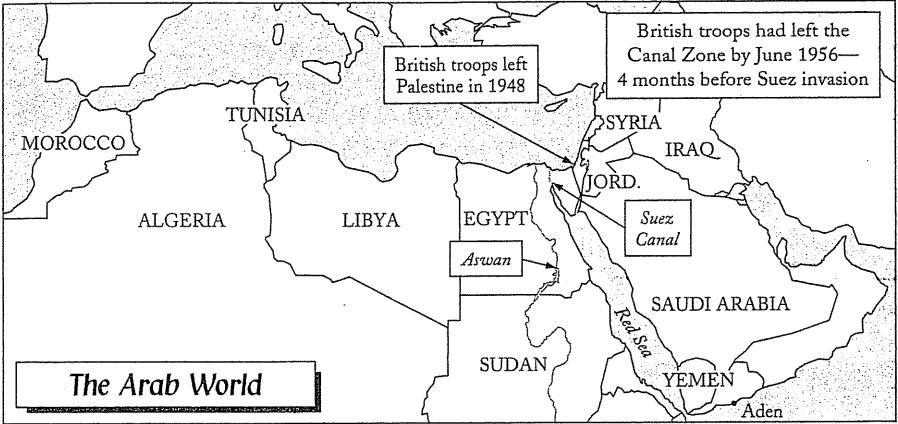 British troops had left the
Canal Zone by June 1956—
4 months before Suez invasion
British troops left
Palestine in 1948
TUNISIA
SYRIA
MOROCCO
IRAQ
JORD.
ALGERIA
LIBYA
EGYPT
Suez
Canal
Aswan
SAUDI ARABIA
Red Sea
SUDAN
The Arab World
YEMEN
Aden